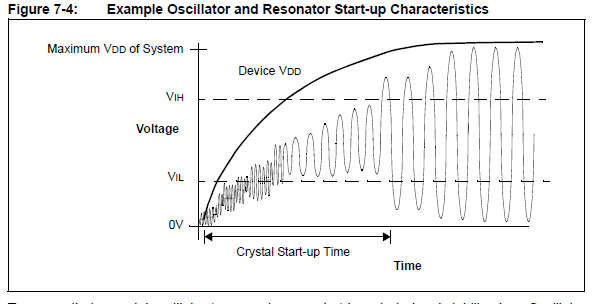 Figure 7-4: Example Oscillator and Resonator Start-up Characteristics
Maximum VDD of System
Device VDD
VIH
Voltage
VIL
0V
Crystal Start-up Time
Time